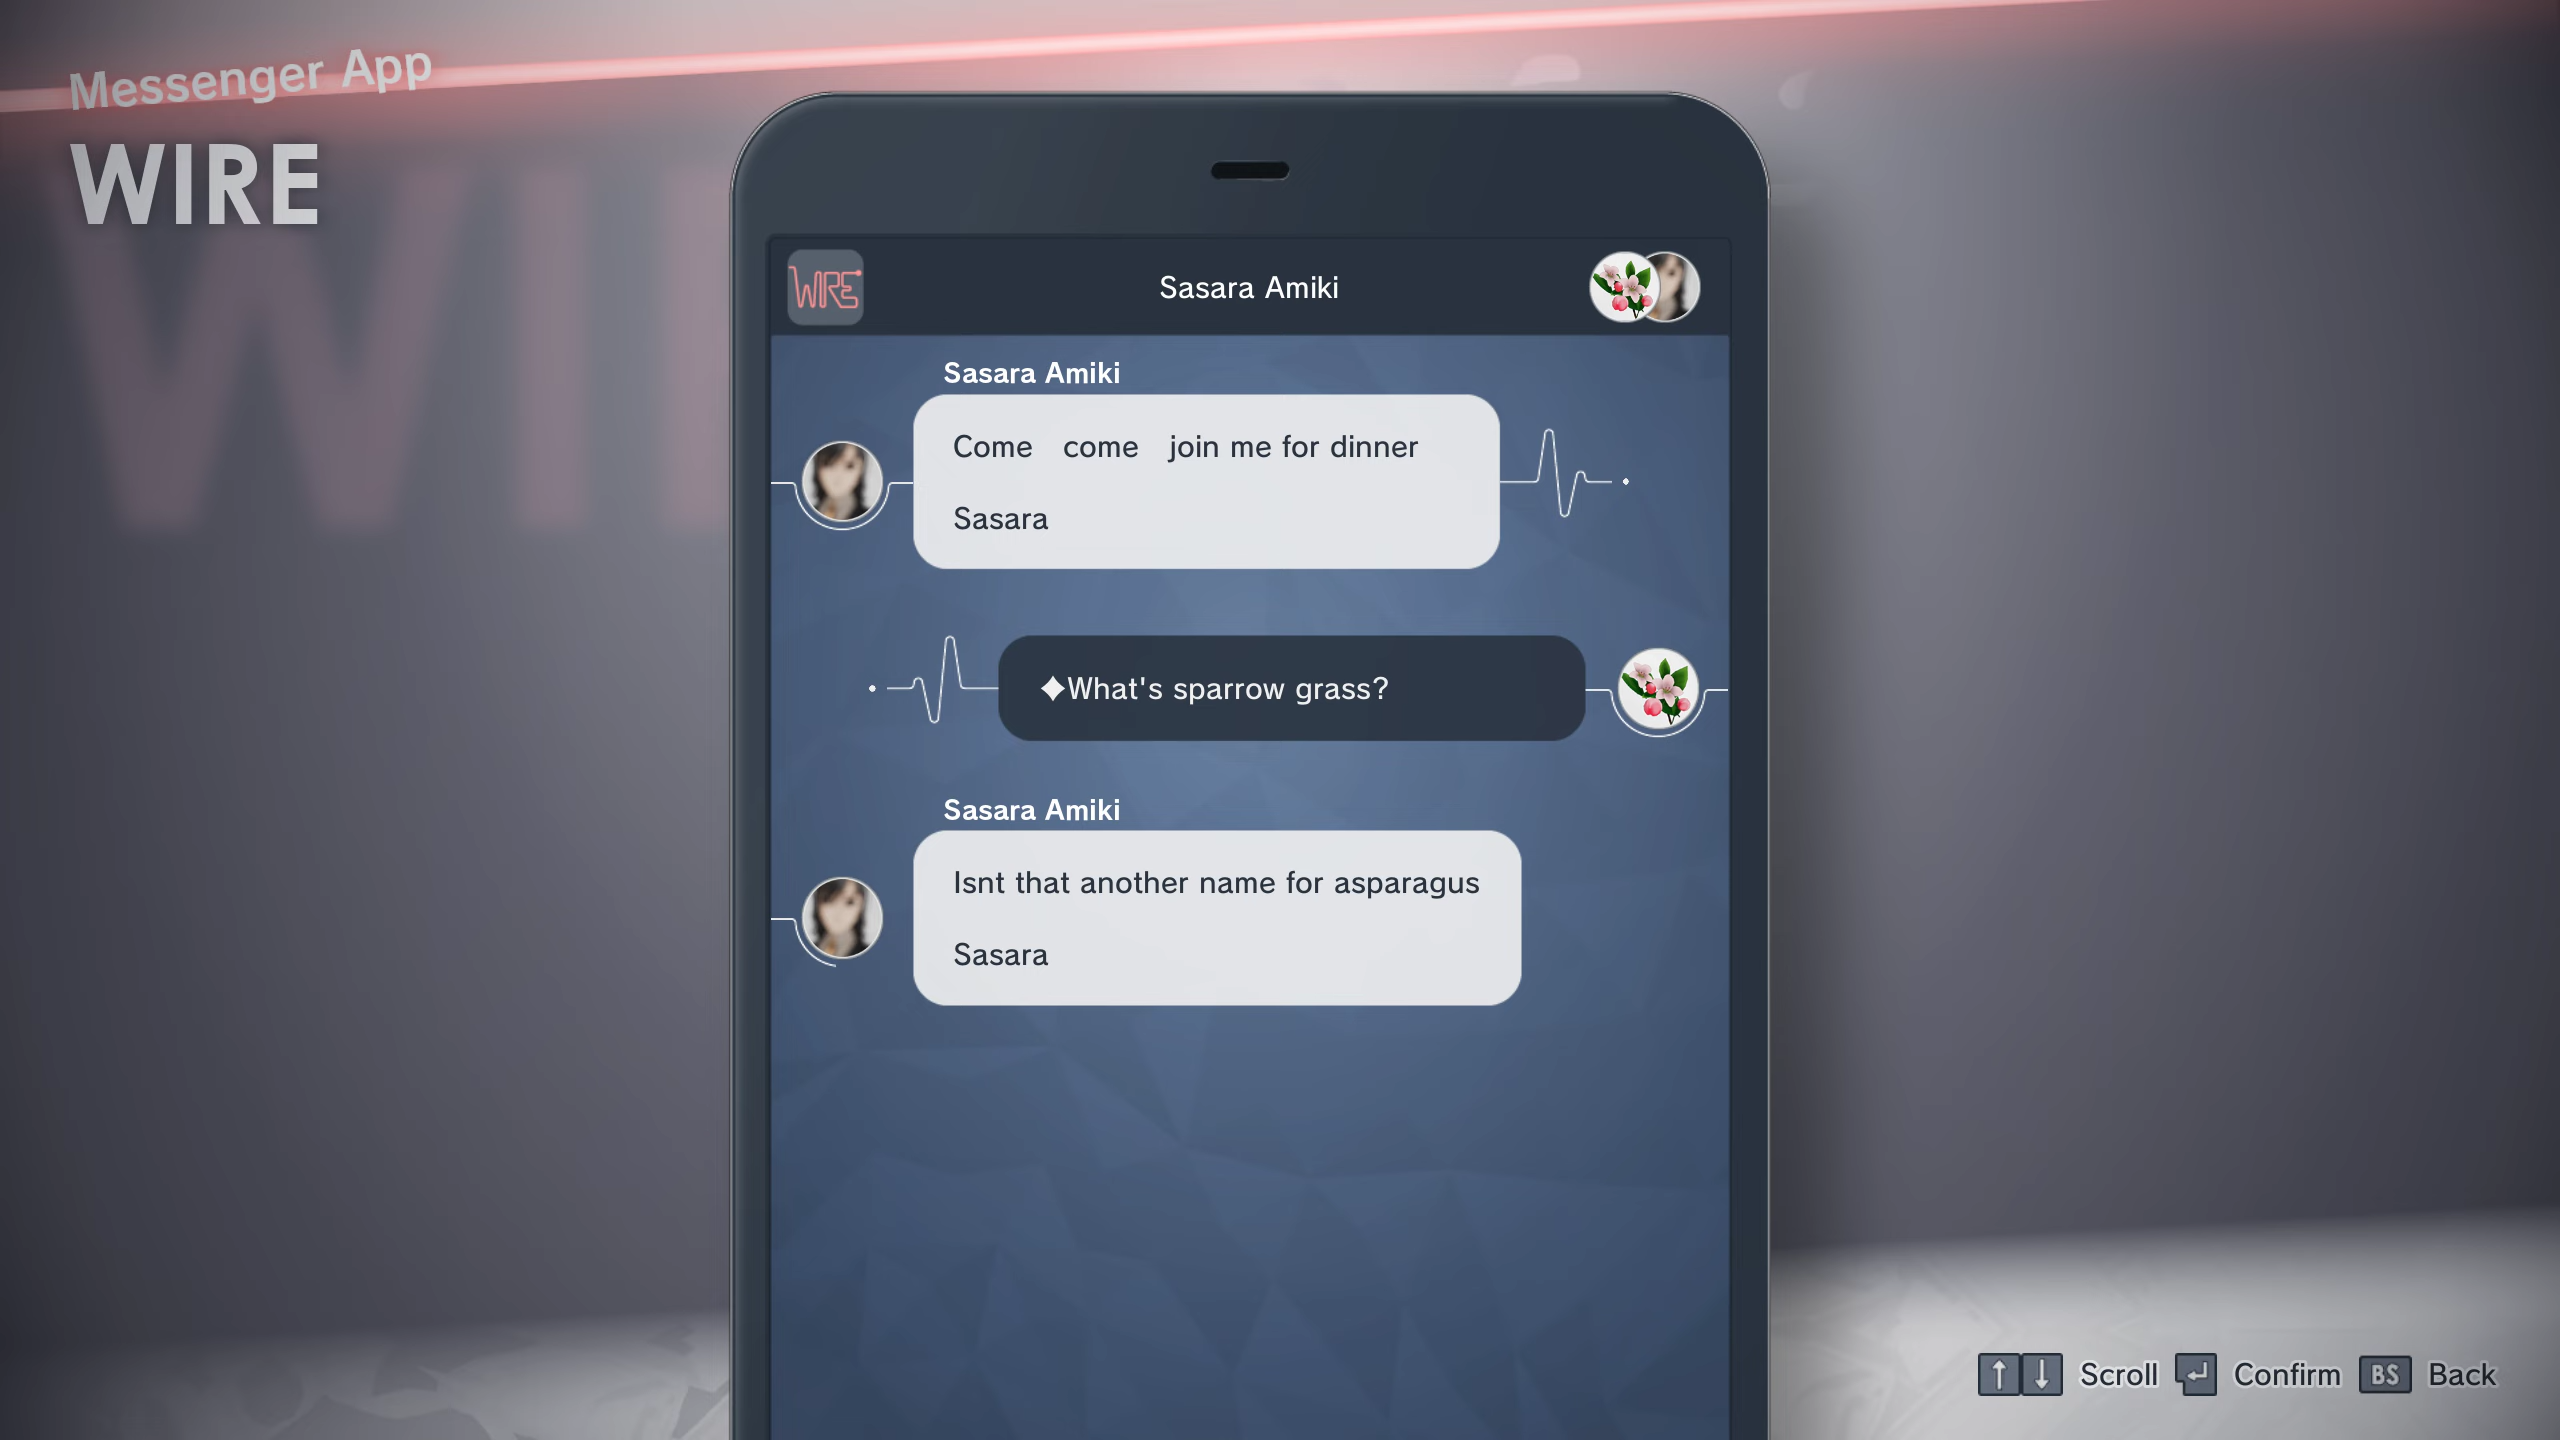 Messenger App
WIRE
WIRE
Sasara Amiki
Sasara Amiki
Come  come  join me for dinner
Sasara
✦What's sparrow grass?
Sasara Amiki
Isnt that another name for asparagus
Sasara
↑ ↓ Scroll ↵ Confirm BS Back